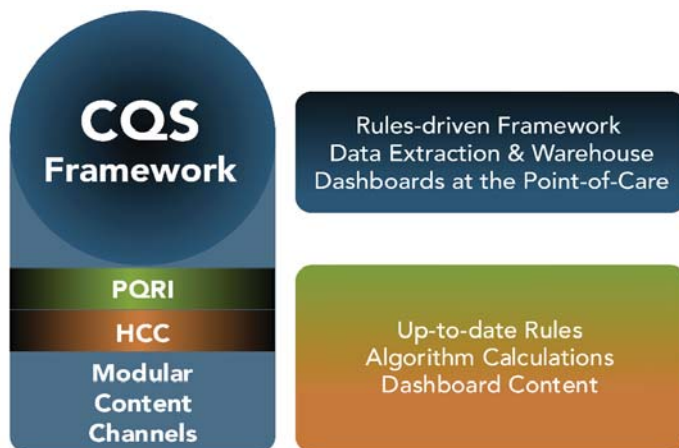 CQS
Framework
PQRI
HCC
Modular
Content
Channels
Rules-driven Framework
Data Extraction & Warehouse
Dashboards at the Point-of-Care
Up-to-date Rules
Algorithm Calculations
Dashboard Content